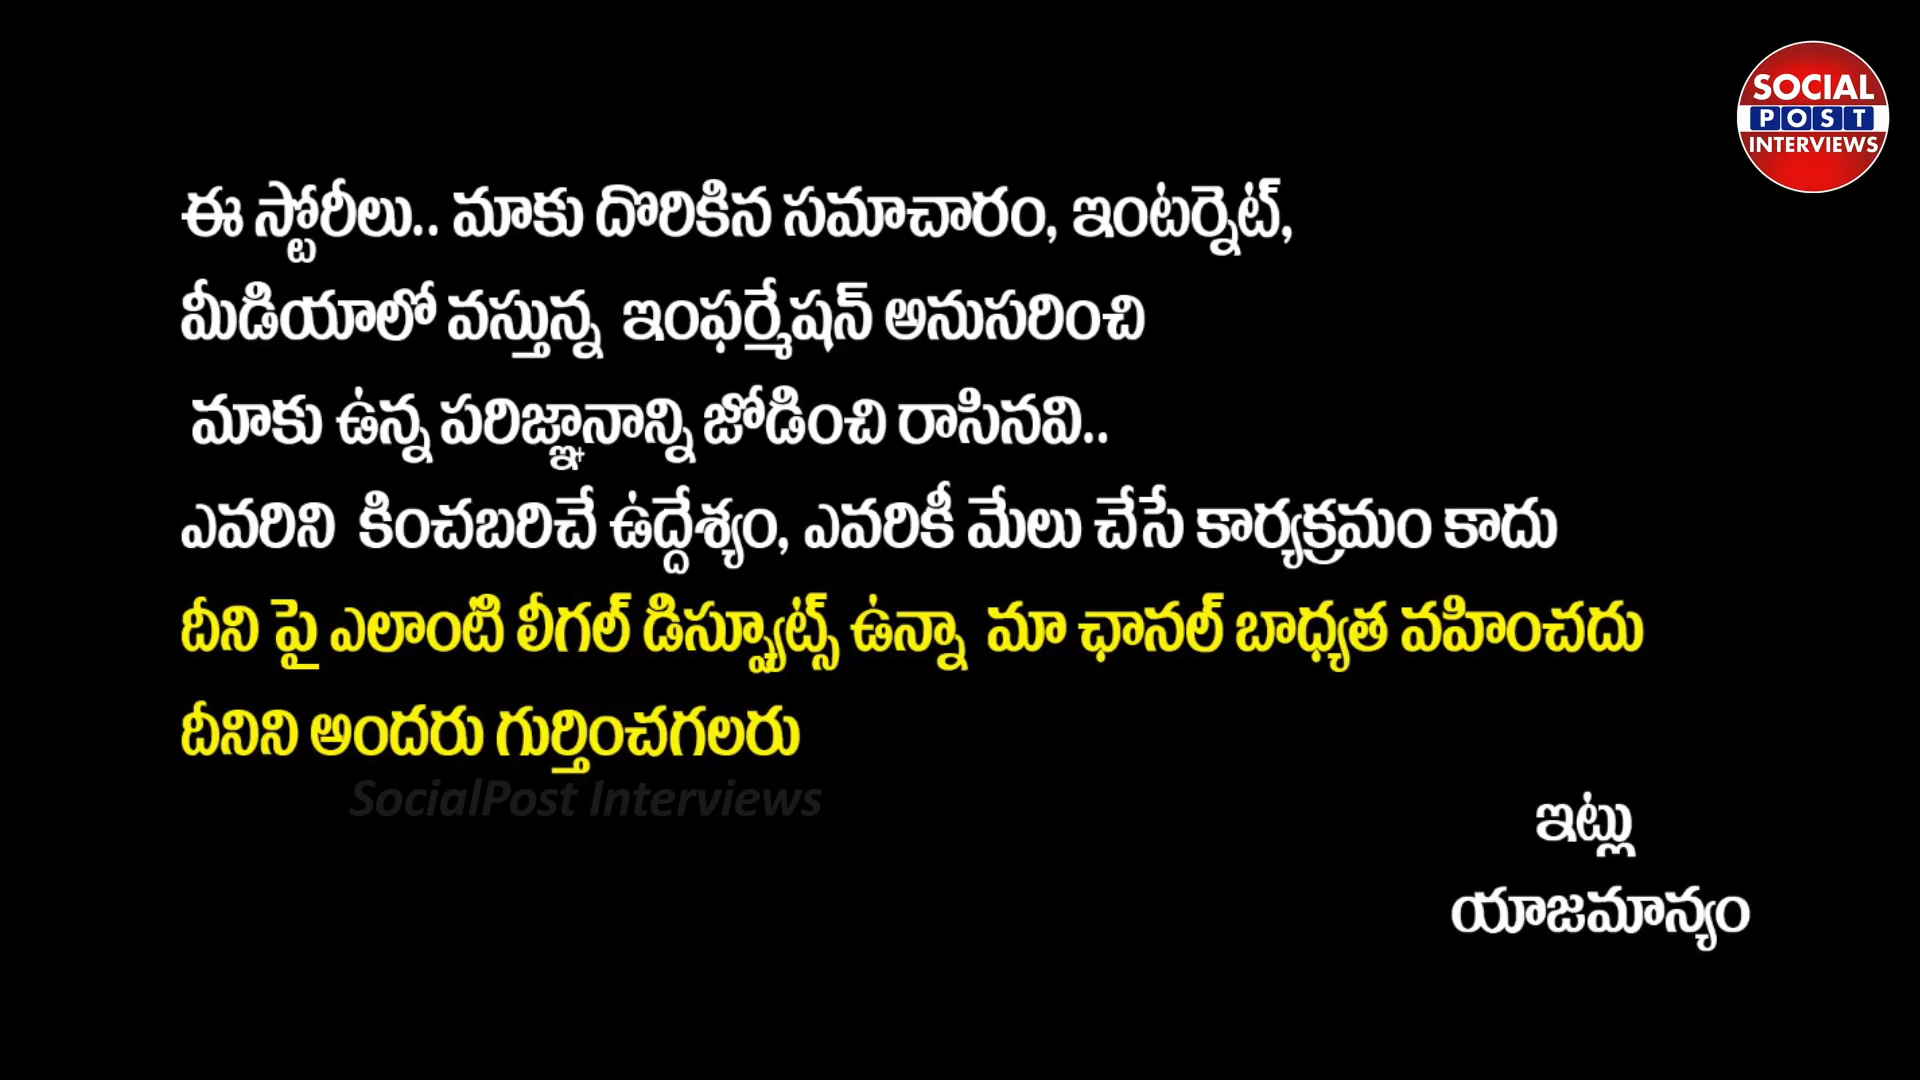 SOCIAL
POST
INTERVIEWS
ఈ స్టోరీలు.. మాకు దొరికిన సమాచారం, ఇంటర్నెట్,
మీడియాలో వస్తున్న ఇంఫర్మేషన్ అనుసరించి
మాకు ఉన్న పరిజ్ఞానాన్ని జోడించి రాసినవి..
ఎవరిని కించబరిచే ఉద్దేశ్యం, ఎవరికీ మేలు చేసే కార్యక్రమం కాదు
దీని పై ఎలాంటి లీగల్ డిస్ప్యూట్స్ ఉన్నా మా ఛానల్ బాధ్యత వహించదు
దీనిని అందరు గుర్తించగలరు
SocialPost Interviews
ఇట్లు
యాజమాన్యం